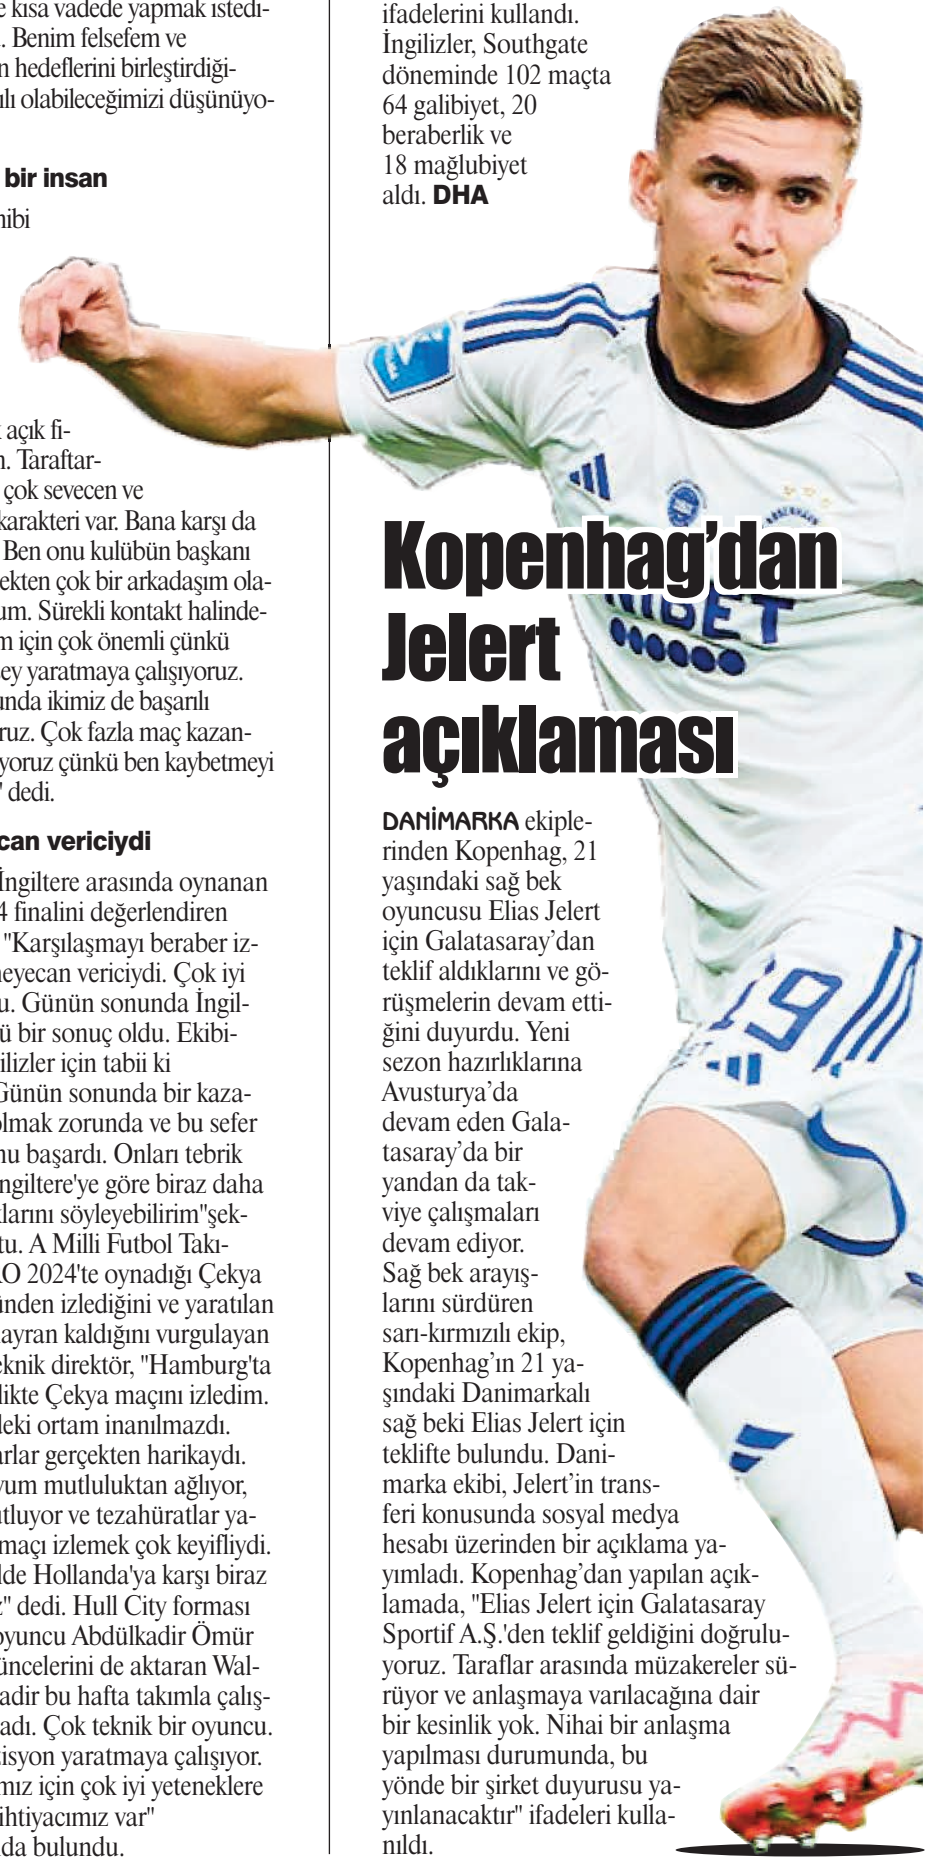 e kısa vadede yapmak istedi-
. Benim felsefem ve
n hedeflerini birleştirdiği-
ılı olabileceğimizi düşünüyo-
bir insan
hibi
açık fi-
n. Taraftar-
çok sevecen ve
karakteri var. Bana karşı da
Ben onu kulübün başkanı
ekten çok bir arkadaşım ola-
um. Sürekli kontakt halinde-
m için çok önemli çünkü
ey yaratmaya çalışıyoruz.
unda ikimiz de başarılı
ruz. Çok fazla maç kazan-
yoruz çünkü ben kaybetmeyi
" dedi.
can vericiydi
İngiltere arasında oynanan
4 finalini değerlendiren
"Karşılaşmayı beraber iz-
heyecan vericiydi. Çok iyi
u. Günün sonunda İngil-
ü bir sonuç oldu. Ekibi-
ilizler için tabii ki
Günün sonunda bir kaza-
olmak zorunda ve bu sefer
nu başardı. Onları tebrik
ngiltere'ye göre biraz daha
klarını söyleyebilirim"şek-
tu. A Milli Futbol Takı-
RO 2024'te oynadığı Çekya
ünden izlediğini ve yaratılan
hayran kaldığını vurgulayan
eknik direktör, "Hamburg'ta
likte Çekya maçını izledim.
deki ortam inanılmazdı.
arlar gerçekten harikaydı.
yum mutluluktan ağlıyor,
utluyor ve tezahüratlar ya-
maçı izlemek çok keyifliydi.
lde Hollanda'ya karşı biraz
z" dedi. Hull City forması
oyuncu Abdülkadir Ömür
üncelerini de aktaran Wal-
adir bu hafta takımla çalış-
adı. Çok teknik bir oyuncu.
isyon yaratmaya çalışıyor.
mız için çok iyi yeteneklere
ihtiyacımız var"
da bulundu.
ifadelerini kullandı.
İngilizler, Southgate
döneminde 102 maçta
64 galibiyet, 20
beraberlik ve
18 mağlubiyet
aldı. DHA
Kopenhag'dan
Jelert
açıklaması
DANİMARKA ekiple-
rinden Kopenhag, 21
yaşındaki sağ bek
oyuncusu Elias Jelert
için Galatasaray'dan
teklif aldıklarını ve gö-
rüşmelerin devam etti-
ğini duyurdu. Yeni
sezon hazırlıklarına
Avusturya'da
devam eden Gala-
tasaray'da bir
yandan da tak-
viye çalışmaları
devam ediyor.
Sağ bek arayış-
larını sürdüren
sarı-kırmızılı ekip,
Kopenhag'ın 21 ya-
şındaki Danimarkalı
sağ beki Elias Jelert için
teklifte bulundu. Dani-
marka ekibi, Jelert'in trans-
feri konusunda sosyal medya
hesabı üzerinden bir açıklama ya-
yımladı. Kopenhag'dan yapılan açık-
lamada, "Elias Jelert için Galatasaray
Sportif A.Ş.'den teklif geldiğini doğrulu-
yoruz. Taraflar arasında müzakereler sü-
rüyor ve anlaşmaya varılacağına dair
bir kesinlik yok. Nihai bir anlaşma
yapılması durumunda, bu
yönde bir şirket duyurusu ya-
yınlanacaktır" ifadeleri kulla-
nıldı.
NIBET
19